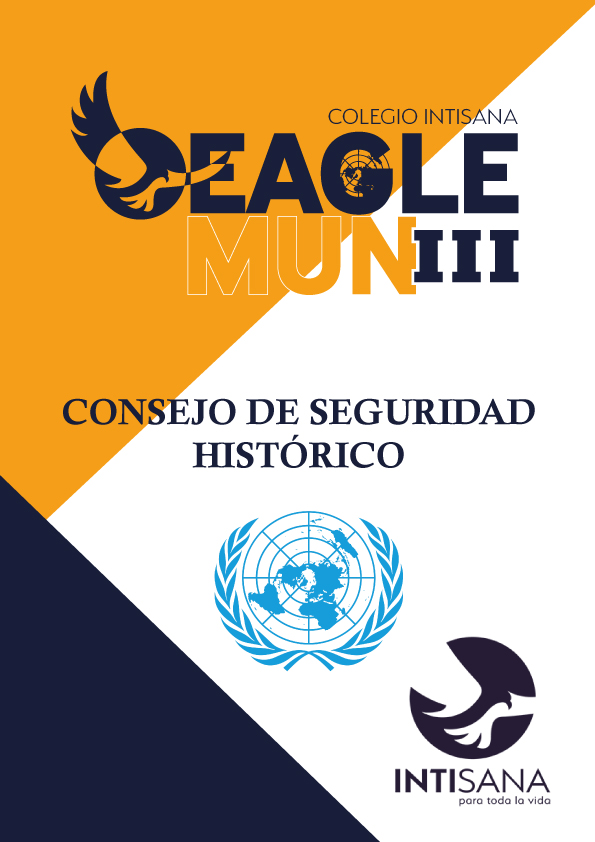 COLEGIO INTISANA
EAGLE
MUN III
CONSEJO DE SEGURIDAD
HISTÓRICO
INTISANA
para toda la vida